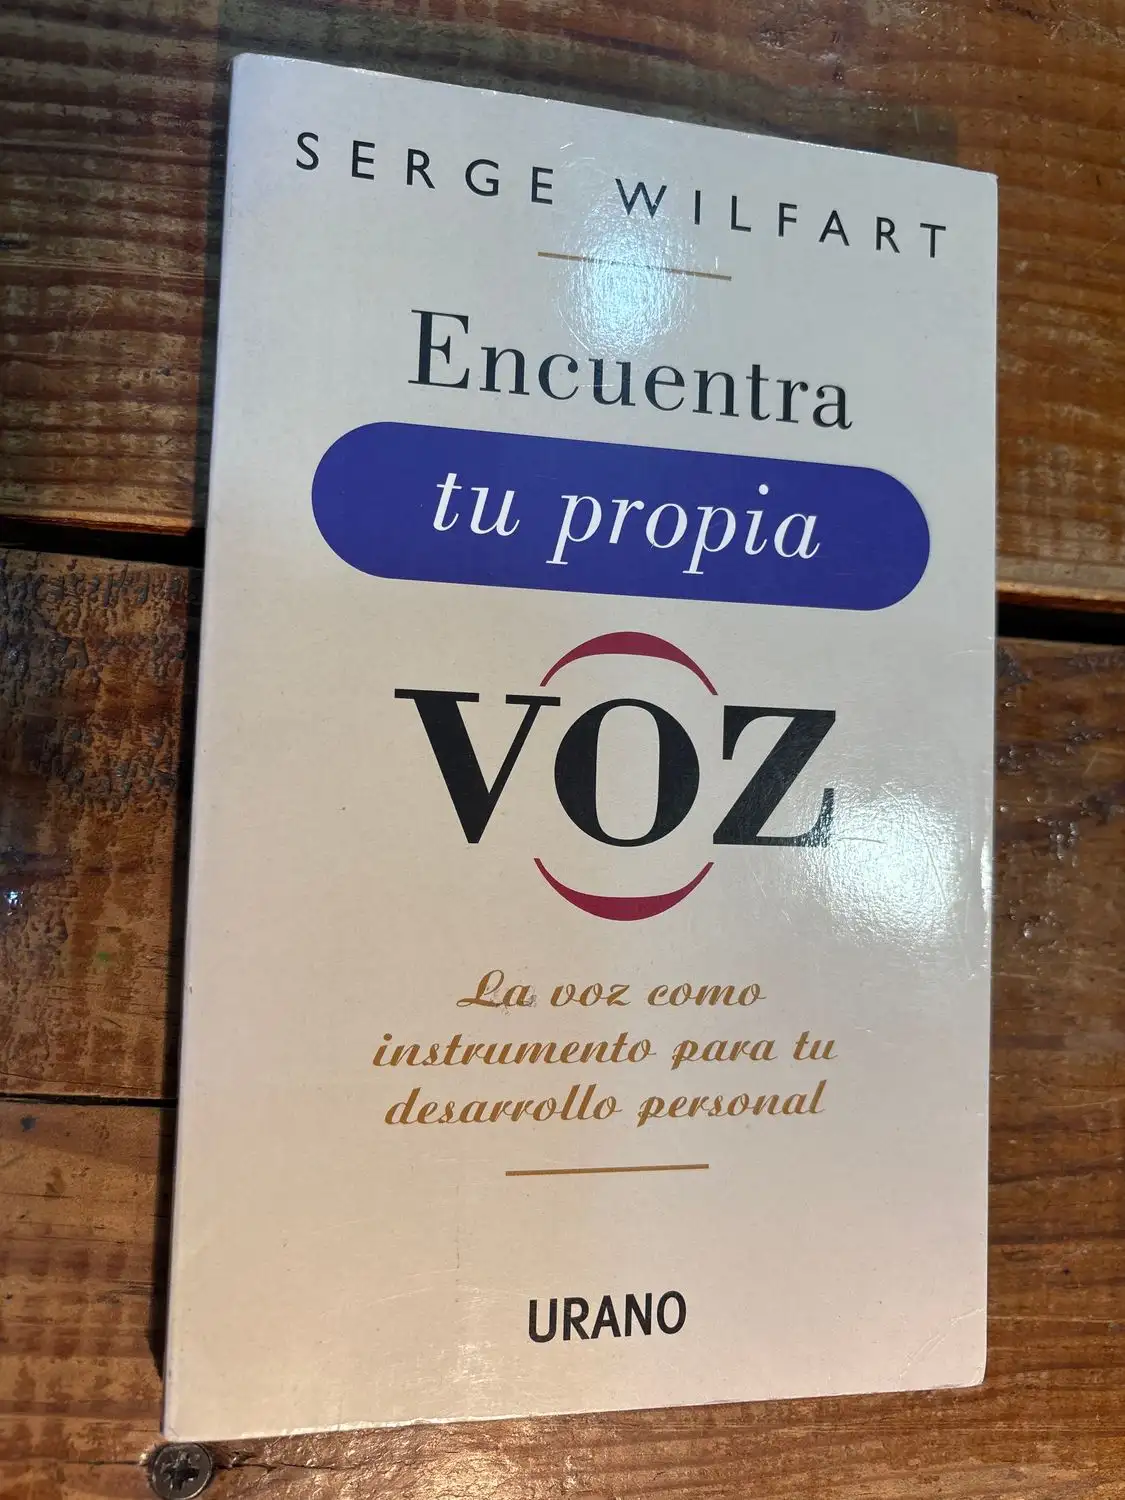 SERGE WILFART
Encuentra
tu propia
VOZ
La voz como
instrumento para tu
desarrollo personal
URANO